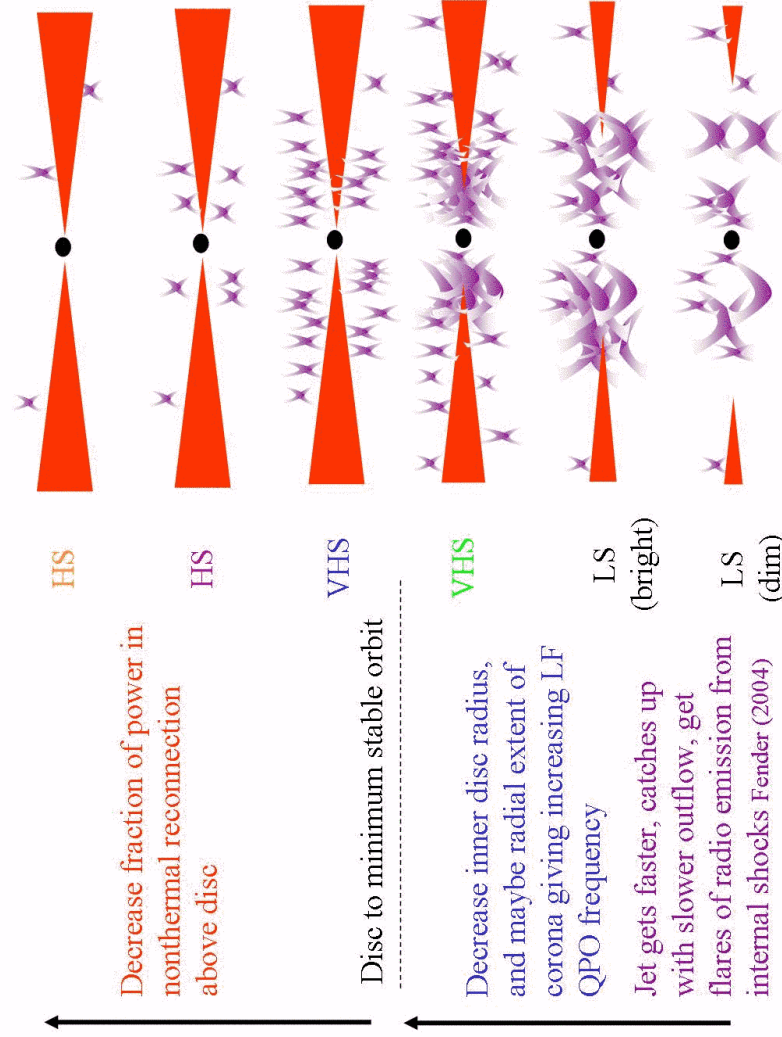 HS
HS
VHS
VHS
LS
(bright)
LS
(dim)
Decrease fraction of power in
nonthermal reconnection
above disc
Disc to minimum stable orbit
Decrease inner disc radius,
and maybe radial extent of
corona giving increasing LF
QPO frequency
Jet gets faster, catches up
with slower outflow, get
flares of radio emission from
internal shocks Fender (2004)